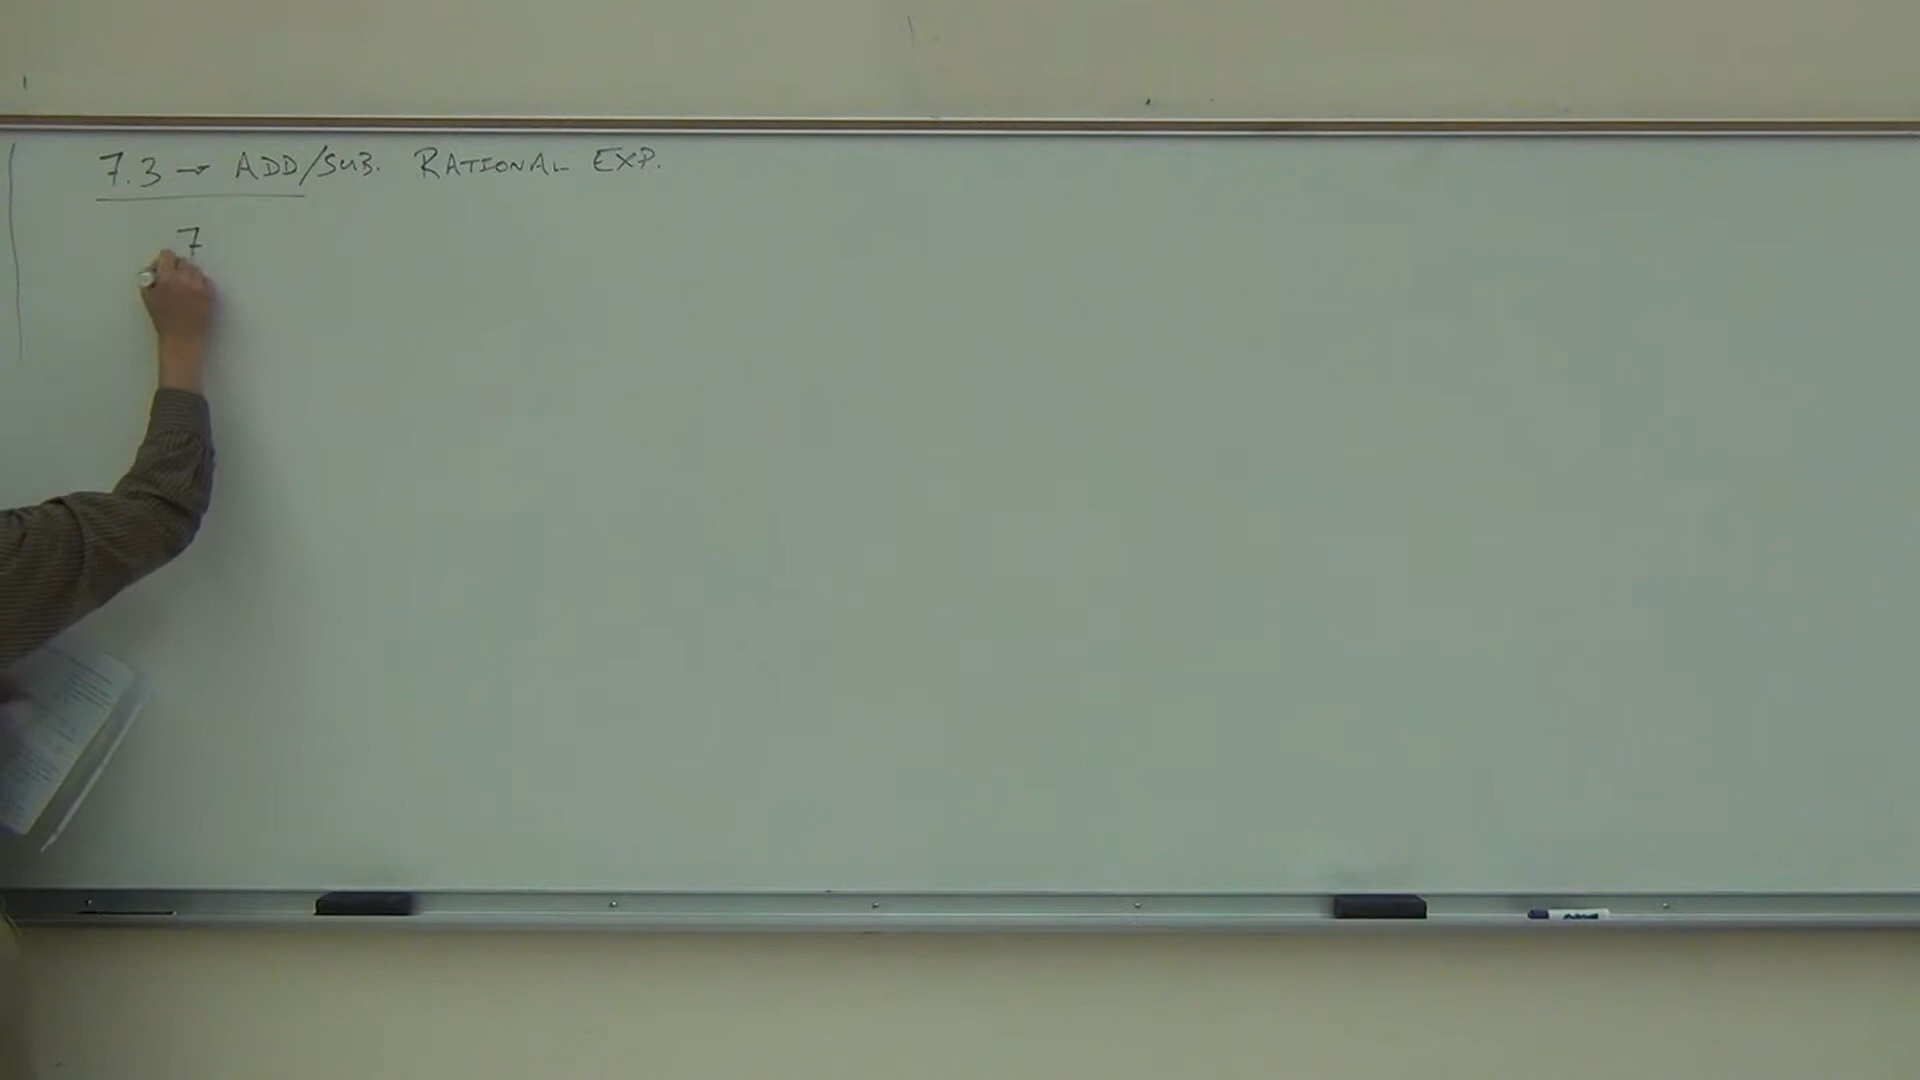 7.3 → ADD/SUB. RATIONAL EXP.
7